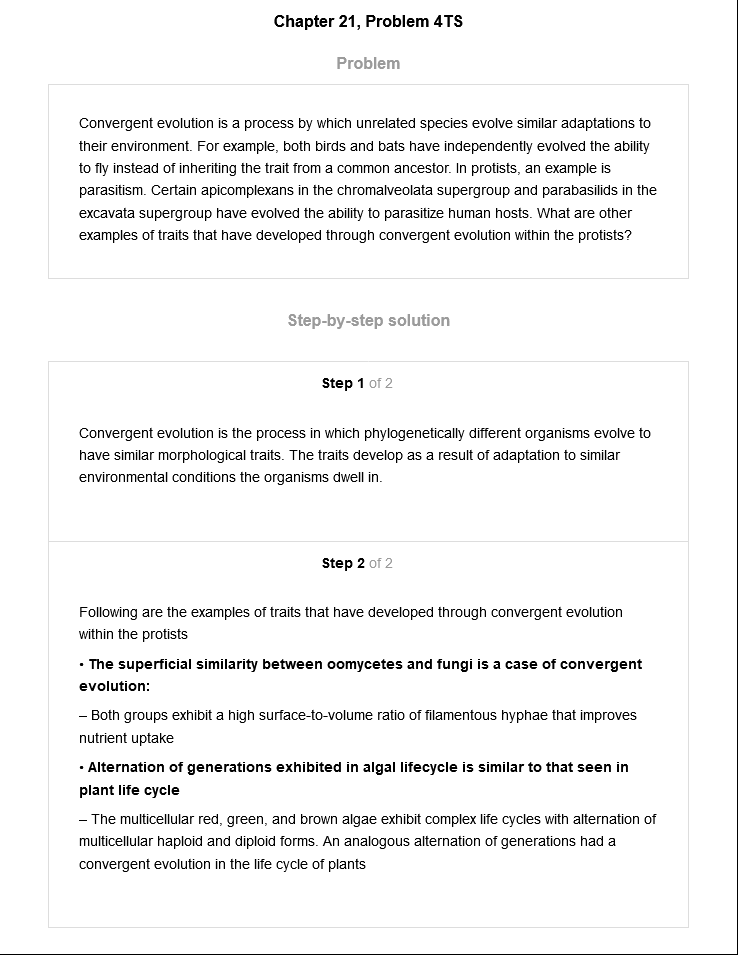 Chapter 21, Problem 4TS
Problem
Convergent evolution is a process by which unrelated species evolve similar adaptations to
their environment. For example, both birds and bats have independently evolved the ability
to fly instead of inheriting the trait from a common ancestor. In protists, an example is
parasitism. Certain apicomplexans in the chromalveolata supergroup and parabasilids in the
excavata supergroup have evolved the ability to parasitize human hosts. What are other
examples of traits that have developed through convergent evolution within the protists?
Step-by-step solution
Step 1 of 2
Convergent evolution is the process in which phylogenetically different organisms evolve to
have similar morphological traits. The traits develop as a result of adaptation to similar
environmental conditions the organisms dwell in.
Step 2 of 2
Following are the examples of traits that have developed through convergent evolution
within the protists
• The superficial similarity between oomycetes and fungi is a case of convergent
evolution:
– Both groups exhibit a high surface-to-volume ratio of filamentous hyphae that improves
nutrient uptake
• Alternation of generations exhibited in algal lifecycle is similar to that seen in
plant life cycle
– The multicellular red, green, and brown algae exhibit complex life cycles with alternation of
multicellular haploid and diploid forms. An analogous alternation of generations had a
convergent evolution in the life cycle of plants